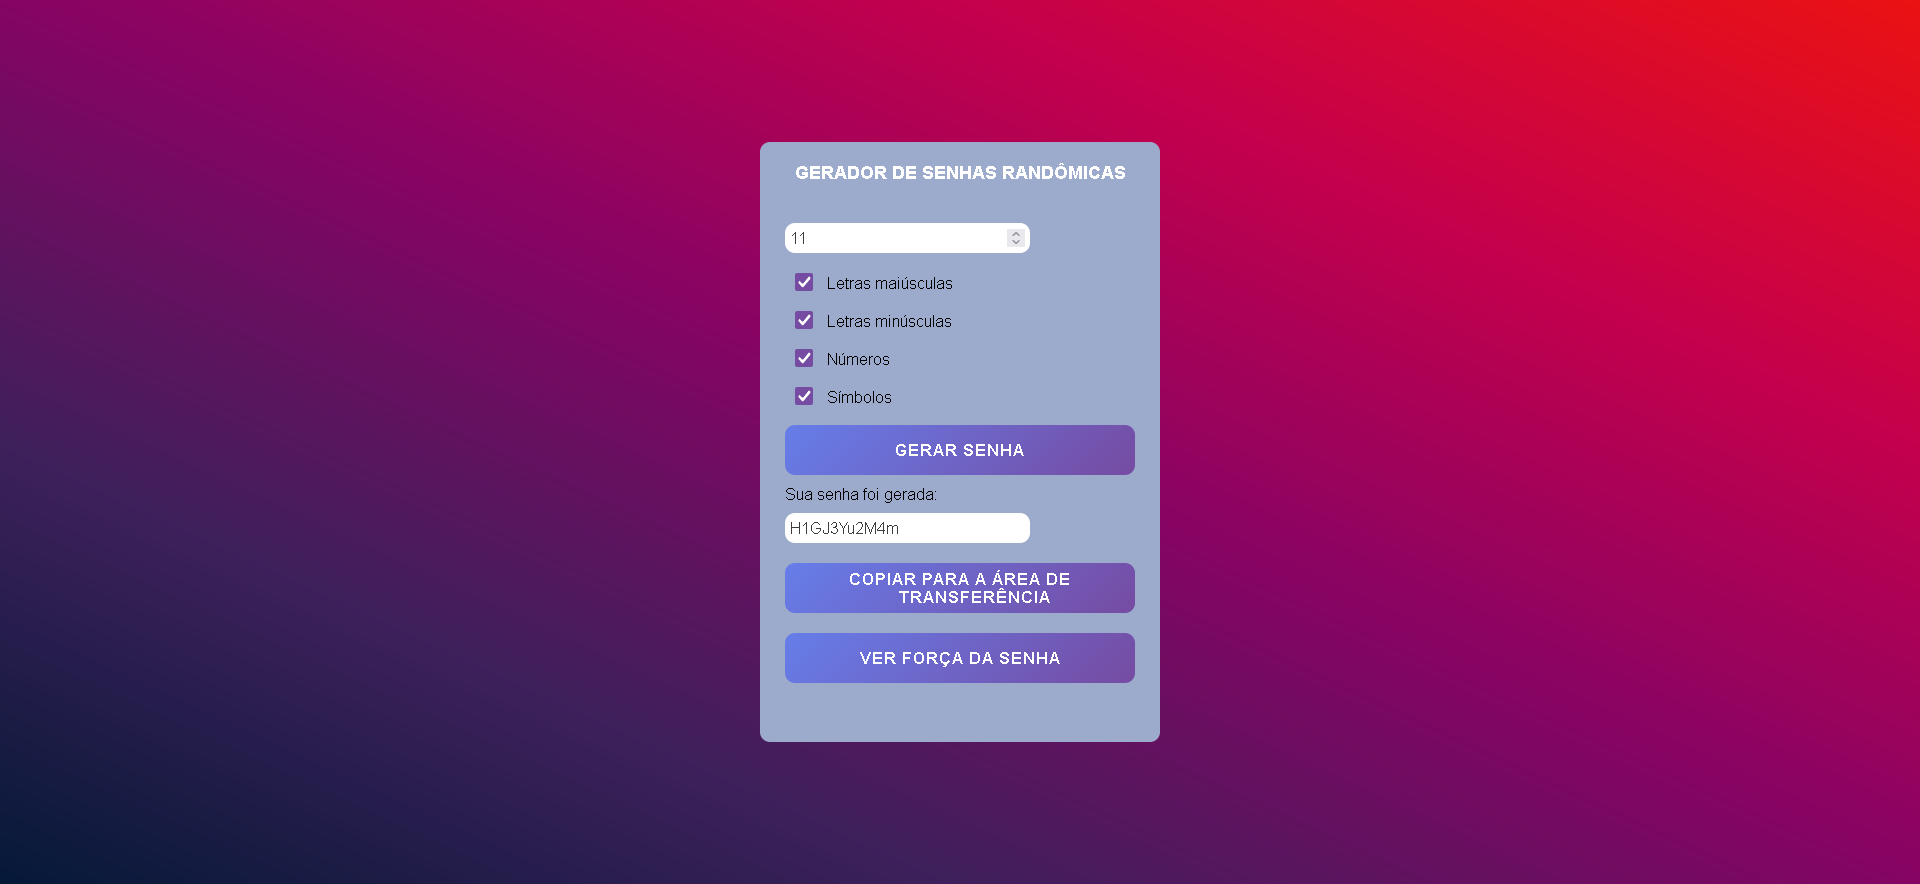 GERADOR DE SENHAS RANDÔMICAS
11
Letras maiúsculas
Letras minúsculas
Números
Símbolos
GERAR SENHA
Sua senha foi gerada:
H1GJ3Yu2M4m
COPIAR PARA A ÁREA DE
TRANSFERÊNCIA
VER FORÇA DA SENHA